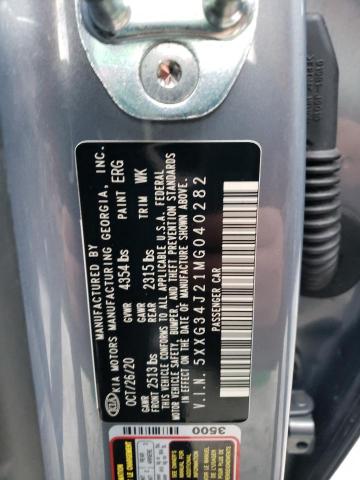 MANUFACTURED BY
KIA MOTORS MANUFACTURING GEORGIA, INC.
OCT/26/20 GVWR 4354 lbs PAINT ERG
GAWR FRONT 2513 lbs GAWR REAR 2315 lbs TRIM WK
THIS VEHICLE CONFORMS TO ALL APPLICABLE U.S.A. FEDERAL
MOTOR VEHICLE SAFETY, BUMPER, AND THEFT PREVENTION STANDARDS
IN EFFECT ON THE DATE OF MANUFACTURE SHOWN ABOVE.
V.I.N. 5XXG34J21MG040282
PASSENGER CAR
3500